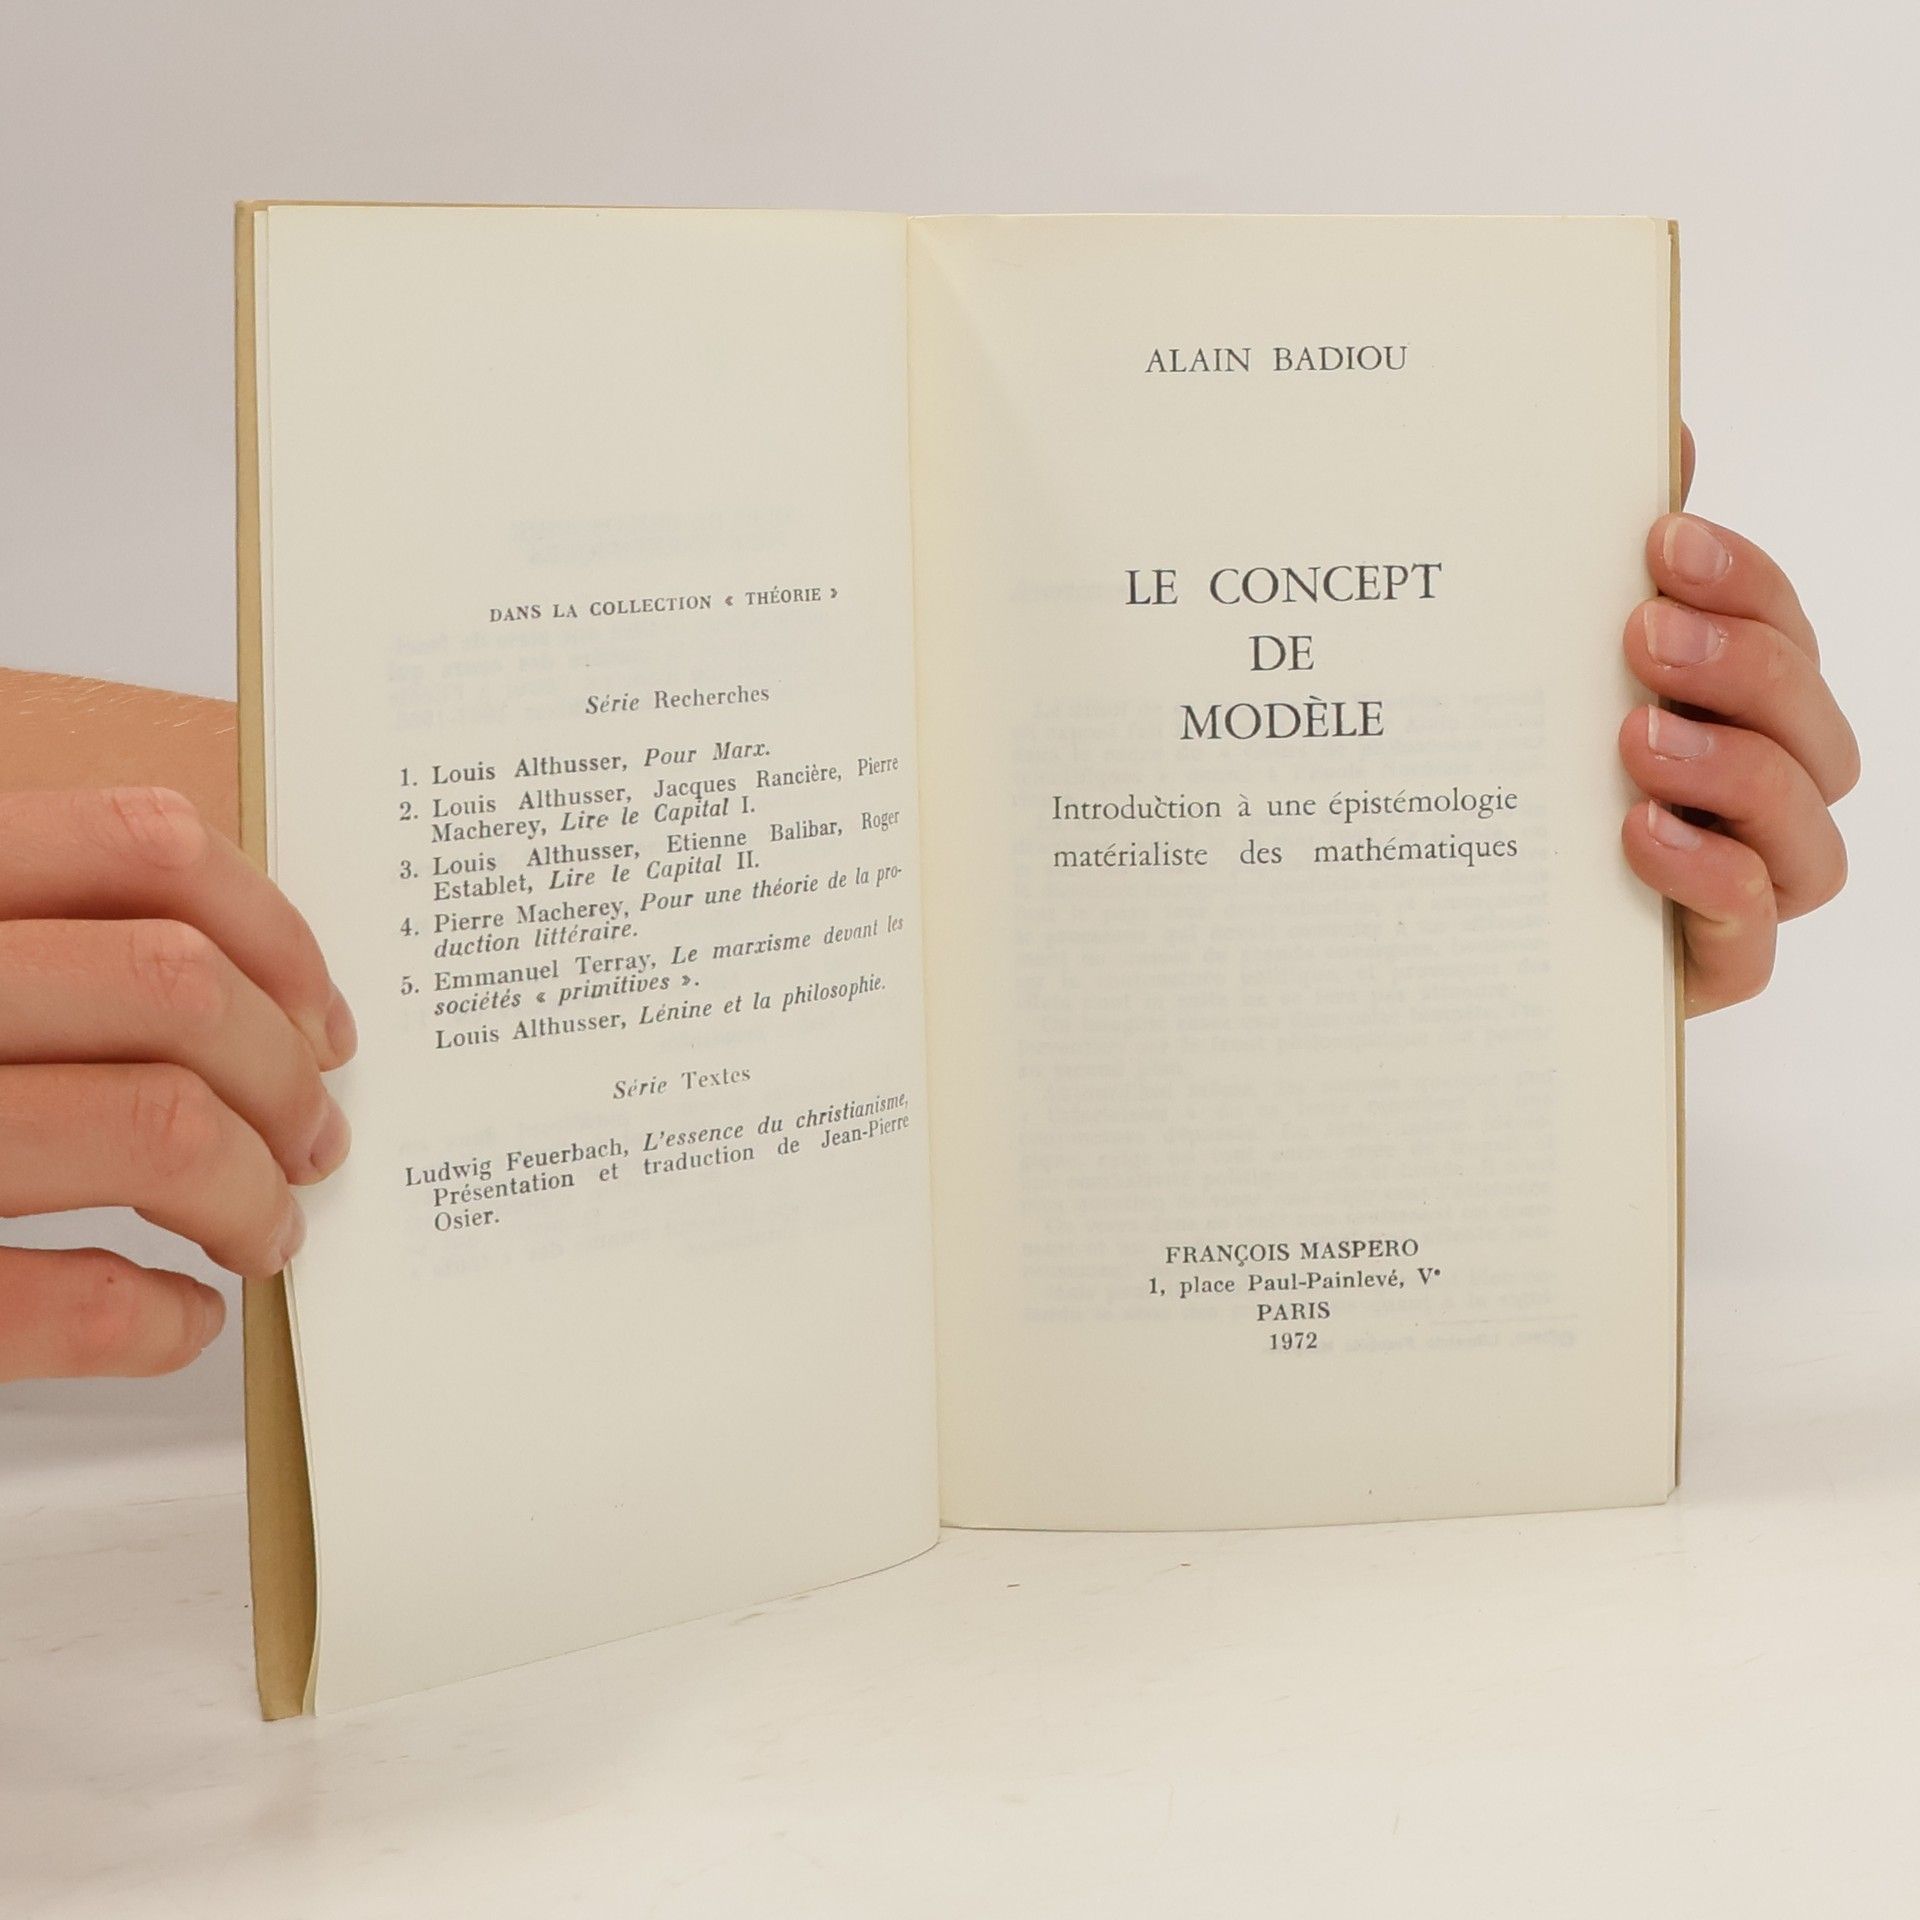 DANS LA COLLECTION « THÉORIE »
Série Recherches
1. Louis Althusser, Pour Marx.
2. Louis Althusser, Jacques Rancière, Pierre
Macherey, Lire le Capital I.
3. Louis Althusser, Etienne Balibar, Roger
Establet, Lire le Capital II.
4. Pierre Macherey, Pour une théorie de la pro-
duction littéraire.
5. Emmanuel Terray, Le marxisme devant les
sociétés « primitives ».
Louis Althusser, Lénine et la philosophie.
Série Textes
Ludwig Feuerbach, L'essence du christianisme,
Présentation et traduction de Jean-Pierre
Osier.
ALAIN BADIOU
LE CONCEPT
DE
MODÈLE
Introduction à une épistémologie
matérialiste des mathématiques
FRANÇOIS MASPERO
1, place Paul-Painlevé, Vᵉ
PARIS
1972